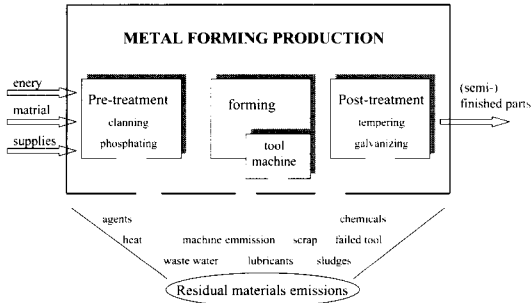 METAL FORMING PRODUCTION
enery
matrial
supplies
Pre-treatment
clanning
phosphating
forming
tool
machine
Post-treatment
tempering
galvanizing
(semi-)
finished parts
agents
chemicals
heat
machine emmission
scrap
failed tool
waste water
lubricants
sludges
Residual materials emissions